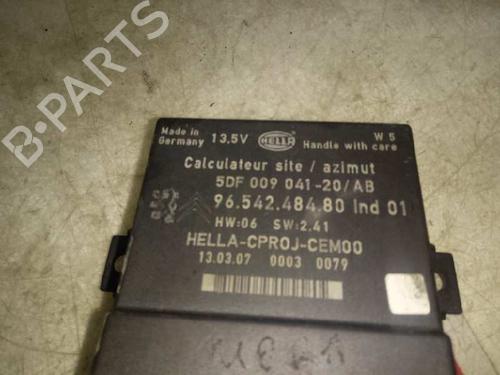 B-PARTS
Made in Germany 13.5V HELLA Handle with care W 5
Calculateur site / azimut
5DF 009 041-20/AB
96.542.484.80 Ind 01
HW:06 SW:2.41
HELLA-CPROJ-CEM00
13.03.07 0003 0079